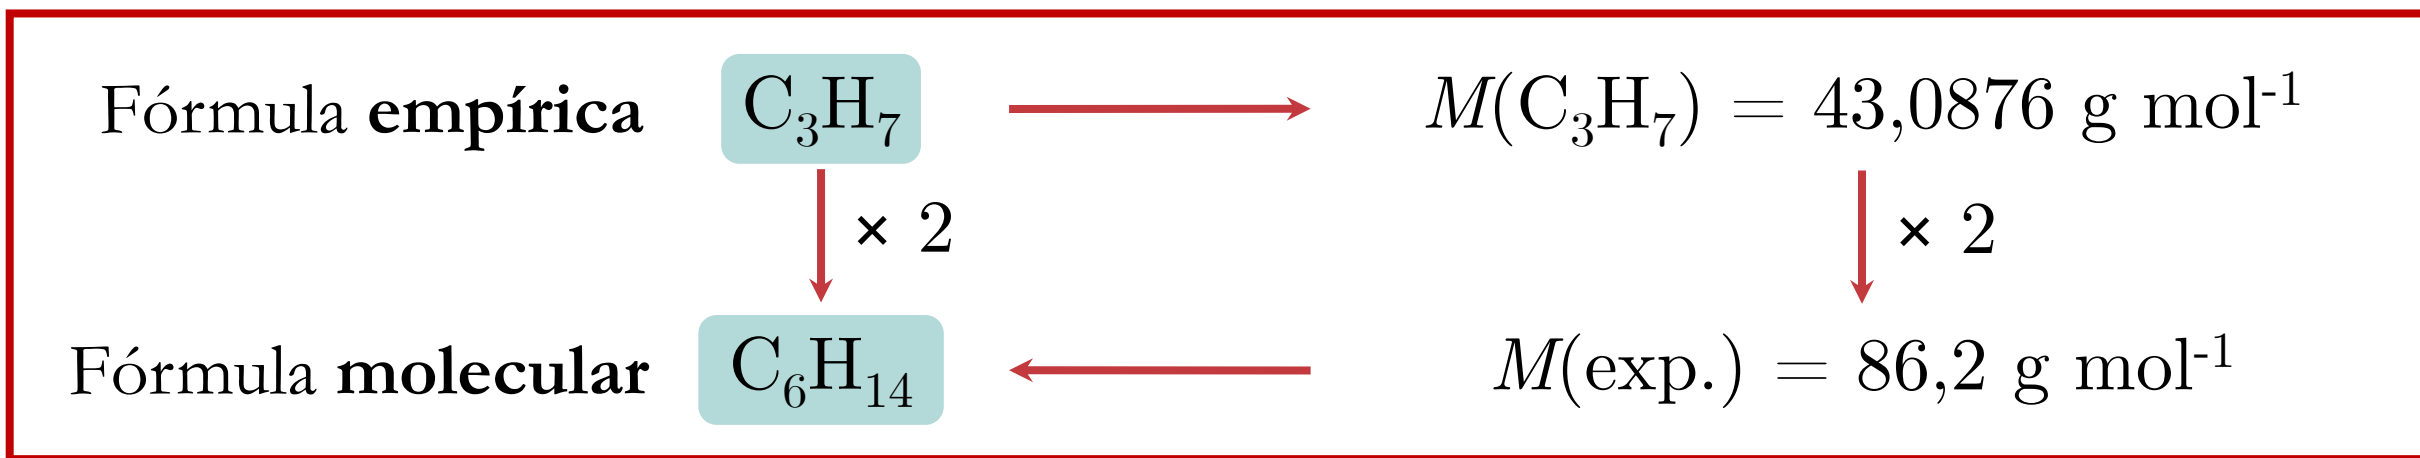 Fórmula empírica C₃H₇ M(C₃H₇) = 43,0876 g mol⁻¹
× 2 × 2
Fórmula molecular C₆H₁₄ M(exp.) = 86,2 g mol⁻¹